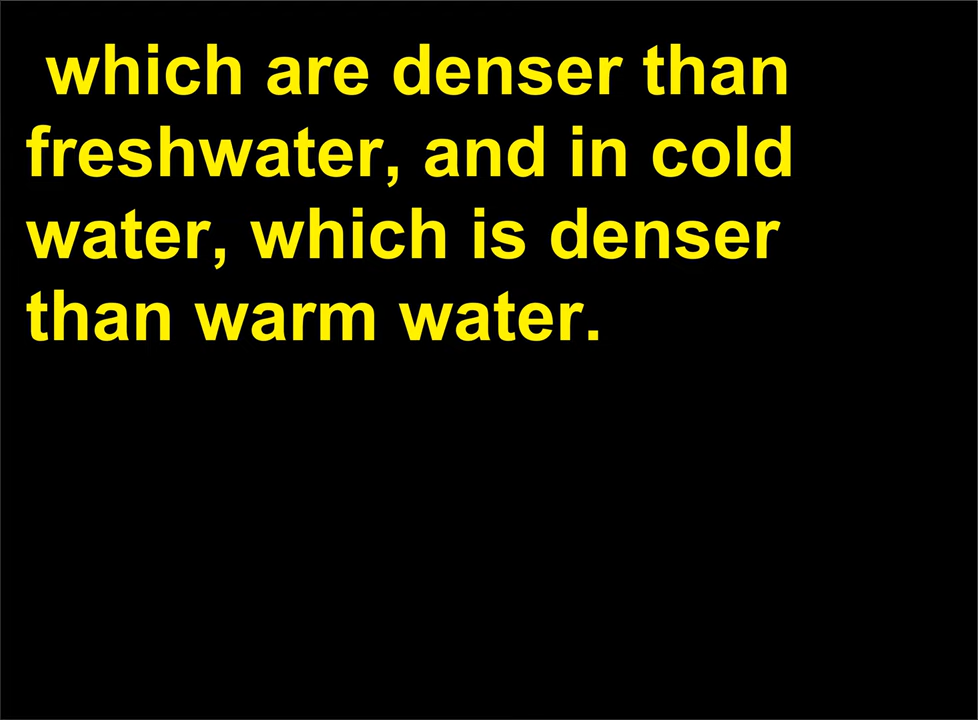 which are denser than
freshwater, and in cold
water, which is denser
than warm water.